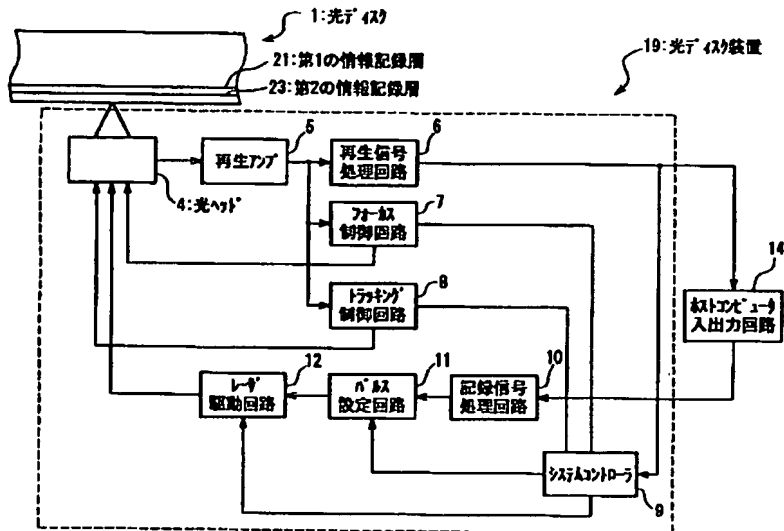 1:光ディスク
21:第1の情報記録層
23:第2の情報記録層
19:光ディスク装置
5
6
再生アンプ
再生信号
処理回路
4:光ヘッド
7
フォーカス
制御回路
14
8
トラッキング
制御回路
ホストコンピュータ
入出力回路
12
11
10
レーザ
駆動回路
パルス
設定回路
記録信号
処理回路
システムコントローラ
9